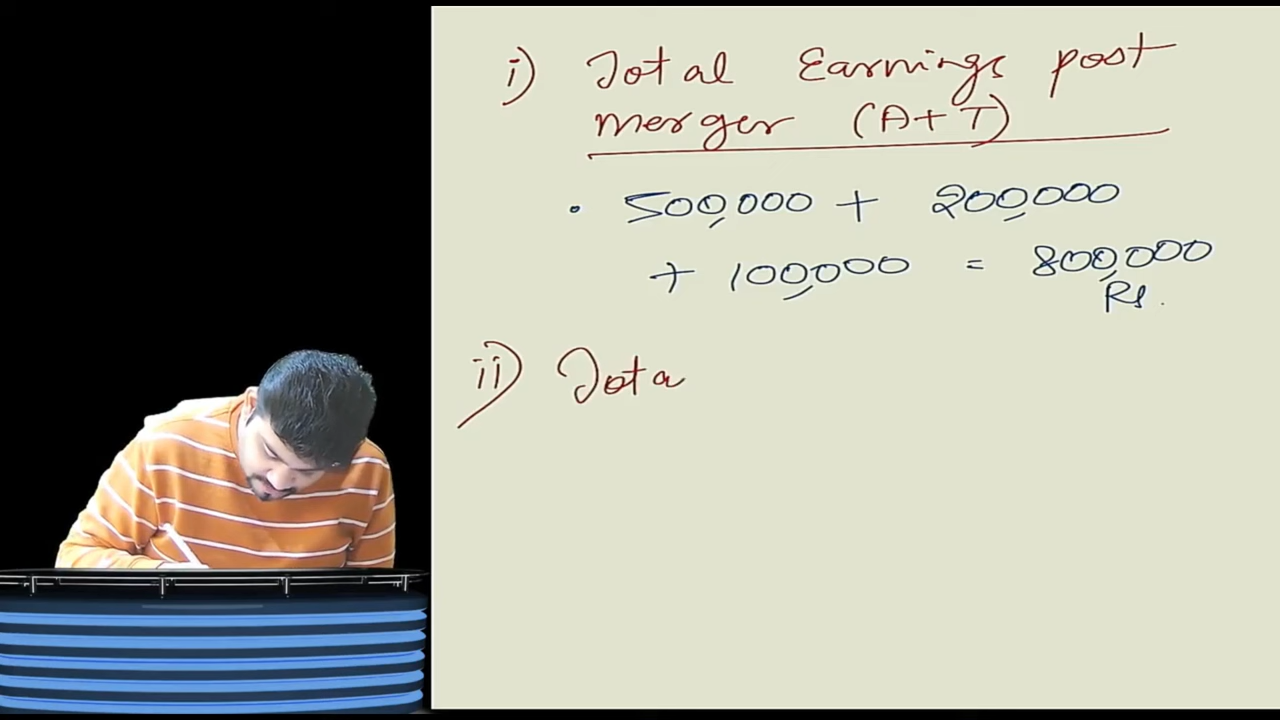 i) Total Earnings post
merger (A+T)
• 500,000 + 200,000
+ 100,000 = 800,000
Rs.
ii) Tota